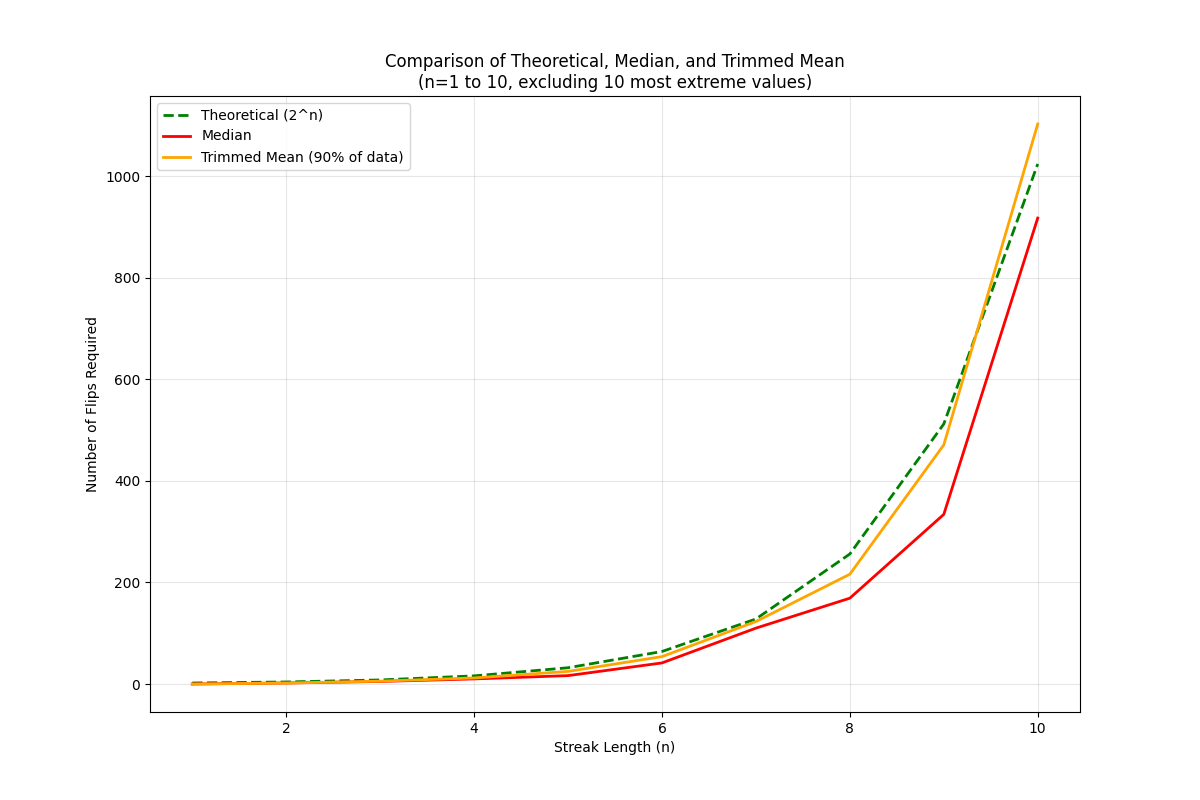 Comparison of Theoretical, Median, and Trimmed Mean
(n=1 to 10, excluding 10 most extreme values)
Theoretical (2^n)
Median
Trimmed Mean (90% of data)
Number of Flips Required
1000
800
600
400
200
0
2
4
6
8
10
Streak Length (n)